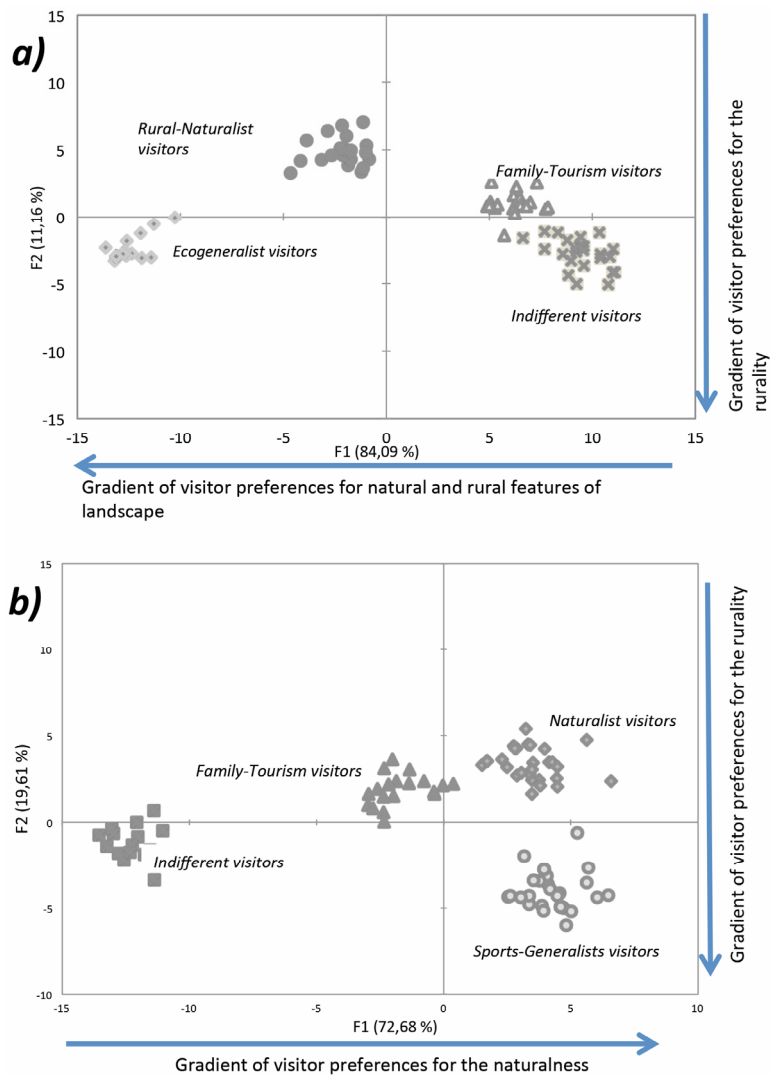 a)
15
10
5
0
-5
-10
-15
F2 (11,16 %)
Rural-Naturalist
visitors
Family-Tourism visitors
Ecogeneralist visitors
Indifferent visitors
-15
-10
-5
0
5
10
15
F1 (84,09 %)
Gradient of visitor preferences for the
rurality
Gradient of visitor preferences for natural and rural features of
landscape
b)
15
10
5
0
-5
-10
F2 (19,61 %)
Naturalist visitors
Family-Tourism visitors
Indifferent visitors
Sports-Generalists visitors
-15
-10
-5
0
5
10
F1 (72,68 %)
Gradient of visitor preferences for the rurality
Gradient of visitor preferences for the naturalness